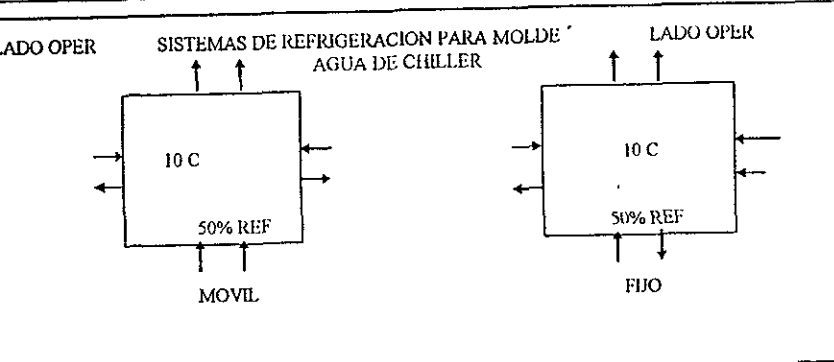 LADO OPER SISTEMAS DE REFRIGERACION PARA MOLDE LADO OPER
AGUA DE CHILLER
10 C 10 C
50% REF 50% REF
MOVIL FIJO